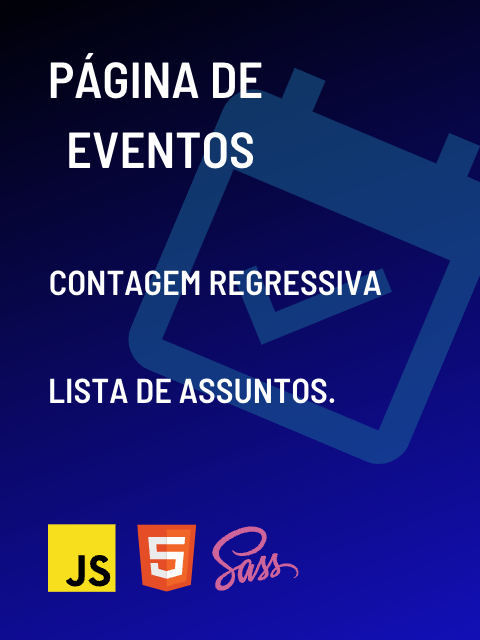 PÁGINA DE
EVENTOS
CONTAGEM REGRESSIVA
LISTA DE ASSUNTOS.
JS
5
Sass